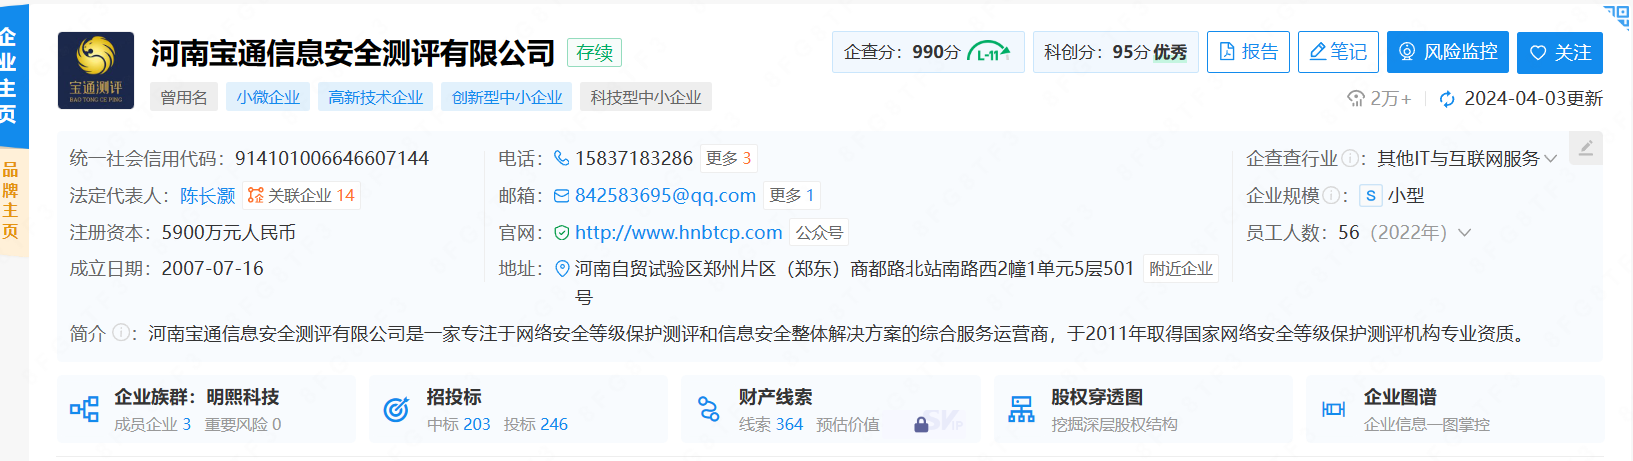 企业主页
品牌主页
宝通测评
BAO TONG CE PING
河南宝通信息安全测评有限公司 存续
企查分：990分 L-11 科创分：95分 优秀 报告 笔记 风险监控 关注
曾用名 小微企业 高新技术企业 创新型中小企业 科技型中小企业
2万+ 2024-04-03更新
统一社会信用代码：914101006646607144 电话：15837183286 更多 3 企查查行业：其他IT与互联网服务
法定代表人：陈长灏 关联企业 14 邮箱：842583695@qq.com 更多 1 企业规模：S 小型
注册资本：5900万元人民币 官网：http://www.hnbtcp.com 公众号 员工人数：56（2022年）
成立日期：2007-07-16 地址：河南自贸试验区郑州片区（郑东）商都路北站南路西2幢1单元5层501 附近企业
号
简介：河南宝通信息安全测评有限公司是一家专注于网络安全等级保护测评和信息安全整体解决方案的综合服务运营商，于2011年取得国家网络安全等级保护测评机构专业资质。
企业族群：明熙科技 招投标 财产线索 股权穿透图 企业图谱
成员企业 3 重要风险 0 中标 203 投标 246 线索 364 预估价值 SVIP 挖掘深层股权结构 企业信息一图掌控